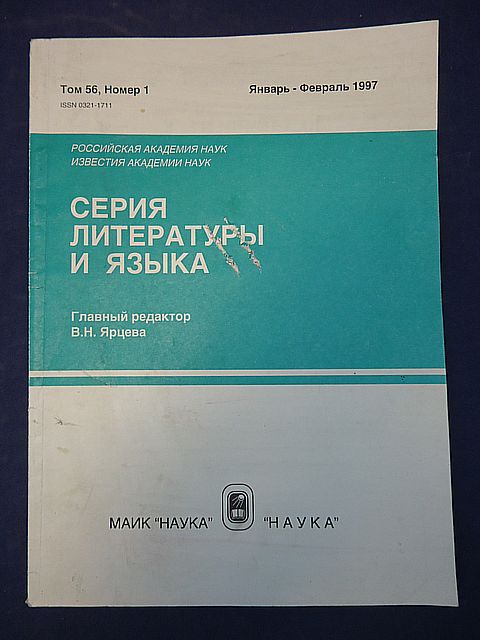 Том 56, Номер 1
Январь - Февраль 1997
ISSN 0321-1711
РОССИЙСКАЯ АКАДЕМИЯ НАУК
ИЗВЕСТИЯ АКАДЕМИИ НАУК
СЕРИЯ
ЛИТЕРАТУРЫ
И ЯЗЫКА
Главный редактор
В.Н. Ярцева
МАИК "НАУКА"
"НАУКА"